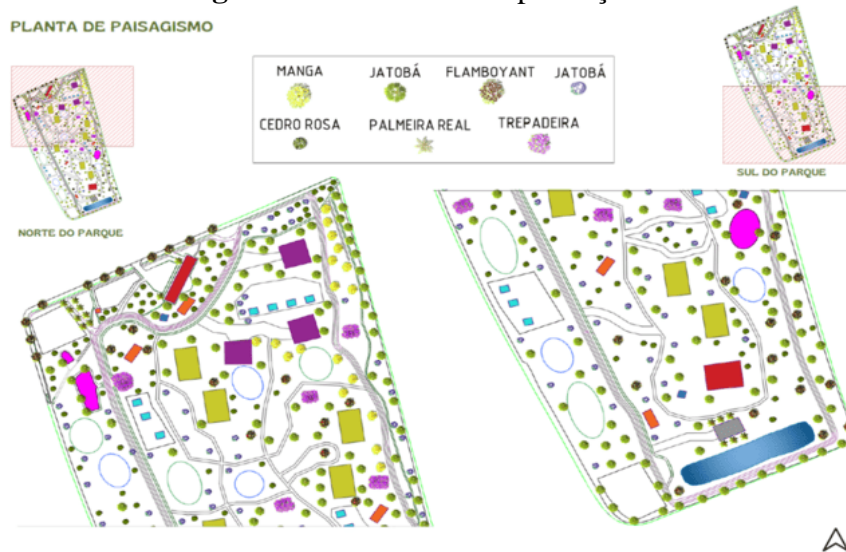 PLANTA DE PAISAGISMO
MANGA JATOBÁ FLAMBOYANT JATOBÁ
CEDRO ROSA PALMEIRA REAL TREPADEIRA
NORTE DO PARQUE
SUL DO PARQUE